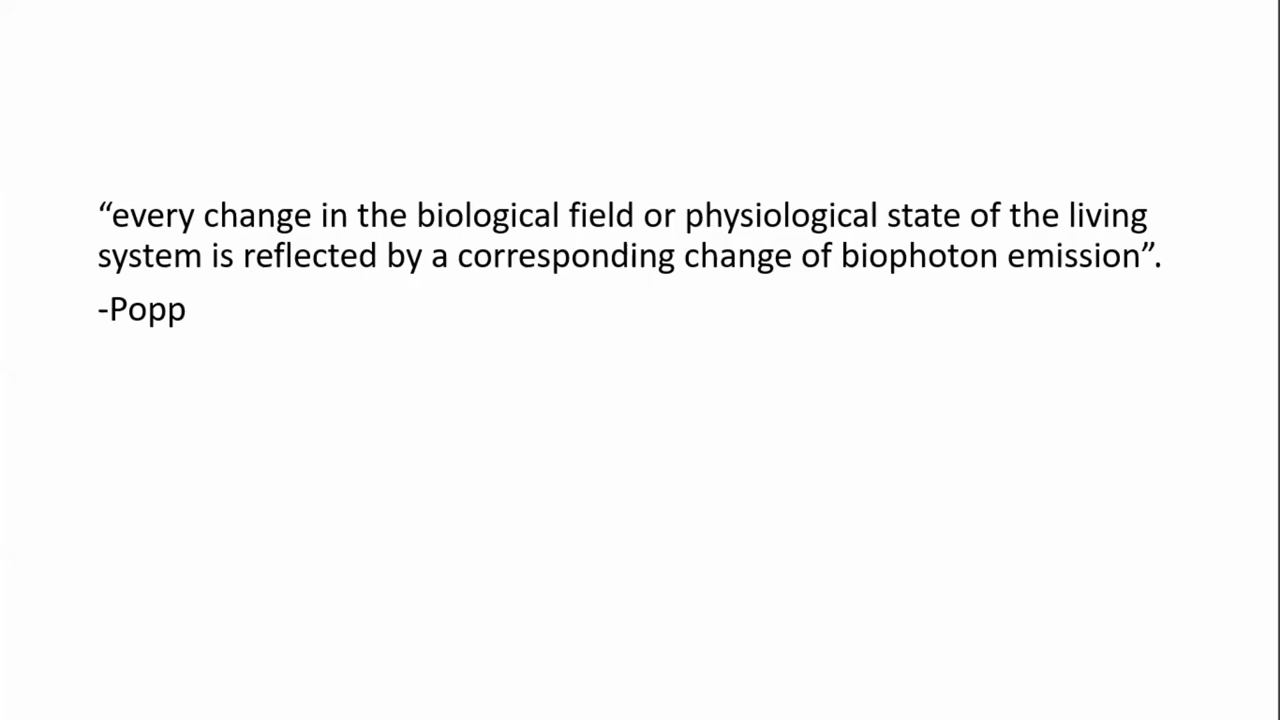 “every change in the biological field or physiological state of the living
system is reflected by a corresponding change of biophoton emission”.
-Popp